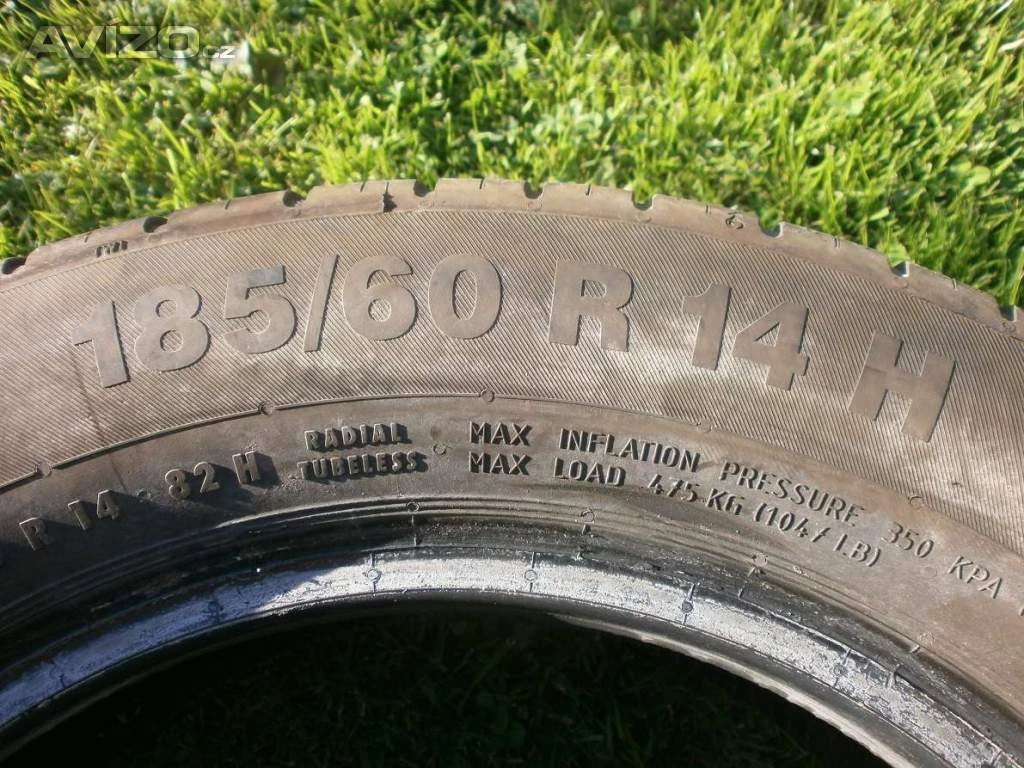 AVIZO.cz
TWI
185/60 R 14 H
R 14 82 H RADIAL TUBELESS
MAX INFLATION PRESSURE 350 KPA
MAX LOAD 475 KG (1047 LB)